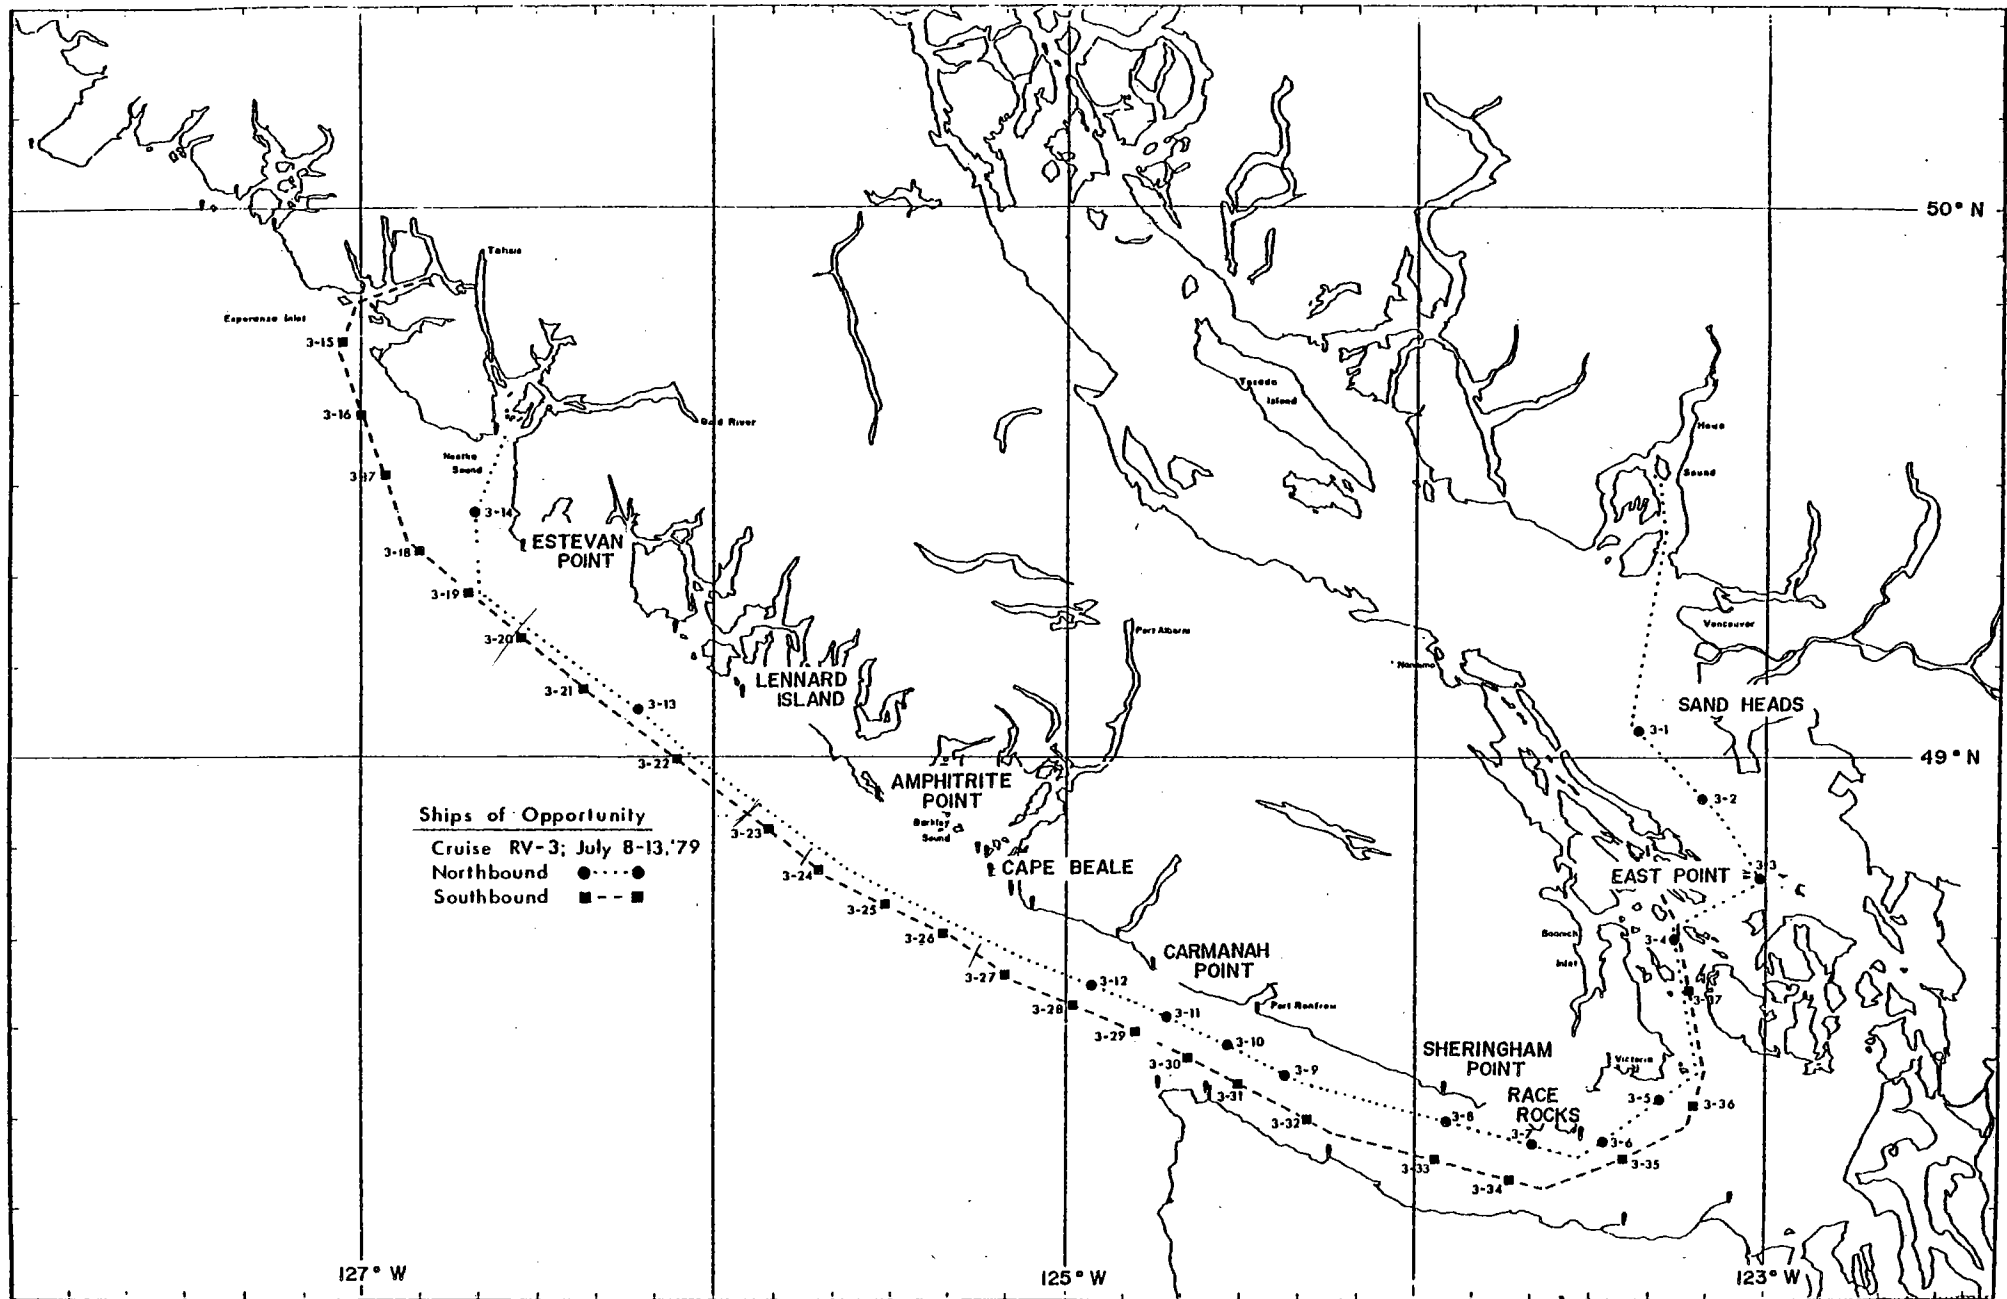 50° N
Tahsis
Esperanza Inlet
3-15
Texada
Island
3-16
Gold River
Howe
Sound
Nootka
Sound
3-17
3-14
ESTEVAN
POINT
3-18
3-19
Vancouver
Port Alberni
3-20
Nanaimo
LENNARD
ISLAND
3-21
3-13
SAND HEADS
3-1
49° N
3-22
AMPHITRITE
POINT
3-2
Ships of Opportunity
Cruise RV-3; July 8-13,'79
Northbound
Southbound
Barkley
Sound
3-23
3-24
CAPE BEALE
3-3
EAST POINT
3-25
3-26
Saanich
Inlet
3-4
CARMANAH
POINT
3-27
3-12
3-37
3-28
Port Renfrew
3-11
3-29
3-10
SHERINGHAM
POINT
Victoria
3-30
3-9
3-31
RACE
ROCKS
3-5
3-36
3-32
3-8
3-7
3-6
3-33
3-35
3-34
127° W
125° W
123° W